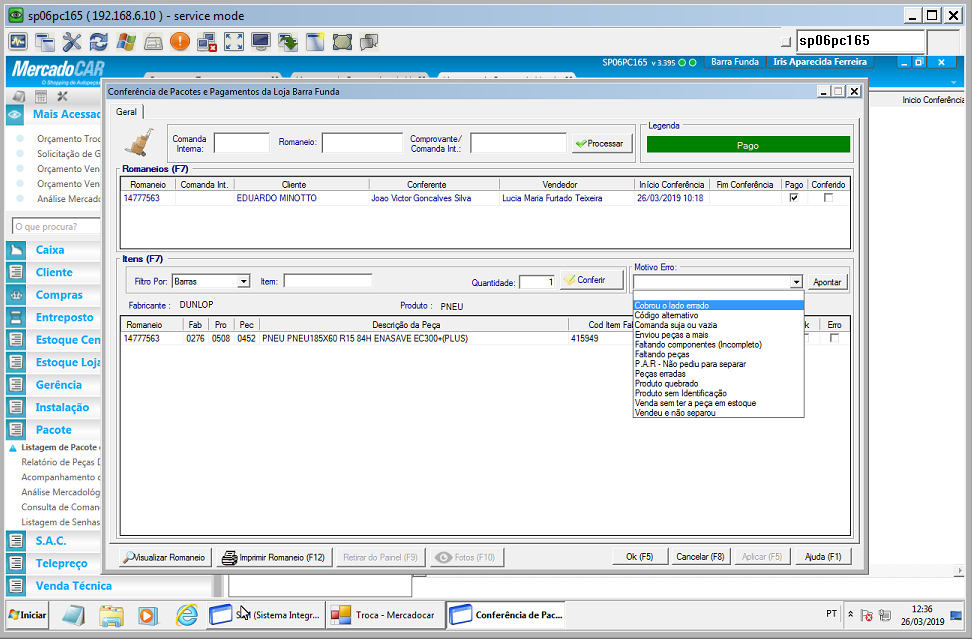 sp06pc165 ( 192.168.6.10 ) - service mode
sp06pc165
MercadoCAR
O Shopping da Autopeça
SP06PC165 v 3.395
Barra Funda
Iris Aparecida Ferreira
Inicio Conferência
Mais Acessad
Orçamento Troc
Solicitação de G
Orçamento Ven
Orçamento Ven
Análise Mercado
O que procura?
Caixa
Cliente
Compras
Entreposto
Estoque Cen
Estoque Loja
Gerência
Instalação
Pacote
Listagem de Pacote
Relatório de Peças D
Acompanhamento d
Análise Mercadológ
Consulta de Coman
Listagem de Senhas
S.A.C.
Telepreço
Venda Técnica
Conferência de Pacotes e Pagamentos da Loja Barra Funda
Geral
Comanda Interna:
Romaneio:
Comprovante/ Comanda Int.:
Processar
Legenda
Pago
Romaneios (F7)
Romaneio Comanda Int. Cliente Conferente Vendedor Início Conferência Fim Conferência Pago Conferido
14777563 EDUARDO MINOTTO Joao Victor Goncalves Silva Lucia Maria Furtado Teixeira 26/03/2019 10:18
Itens (F7)
Filtro Por: Barras Item: Quantidade: 1 Conferir
Motivo Erro:
Apontar
Fabricante : DUNLOP Produto : PNEU
Romaneio Fab Pro Pec Descrição da Peça Cod Item Fa k Erro
14777563 0276 0508 0452 PNEU PNEU185X60 R15 84H ENASAVE EC300+(PLUS) 415949
Cobrou o lado errado
Código alternativo
Comanda suja ou vazia
Enviou peças a mais
Faltando componentes (Incompleto)
Faltando peças
P.A.R - Não pediu para separar
Peças erradas
Produto quebrado
Produto sem Identificação
Venda sem ter a peça em estoque
Vendeu e não separou
Visualizar Romaneio
Imprimir Romaneio (F12)
Retirar do Painel (F9)
Fotos (F10)
Ok (F5)
Cancelar (F8)
Aplicar (F5)
Ajuda (F1)
Iniciar
(Sistema Integr...
Troca - Mercadocar
Conferência de Pac...
PT
12:36
26/03/2019